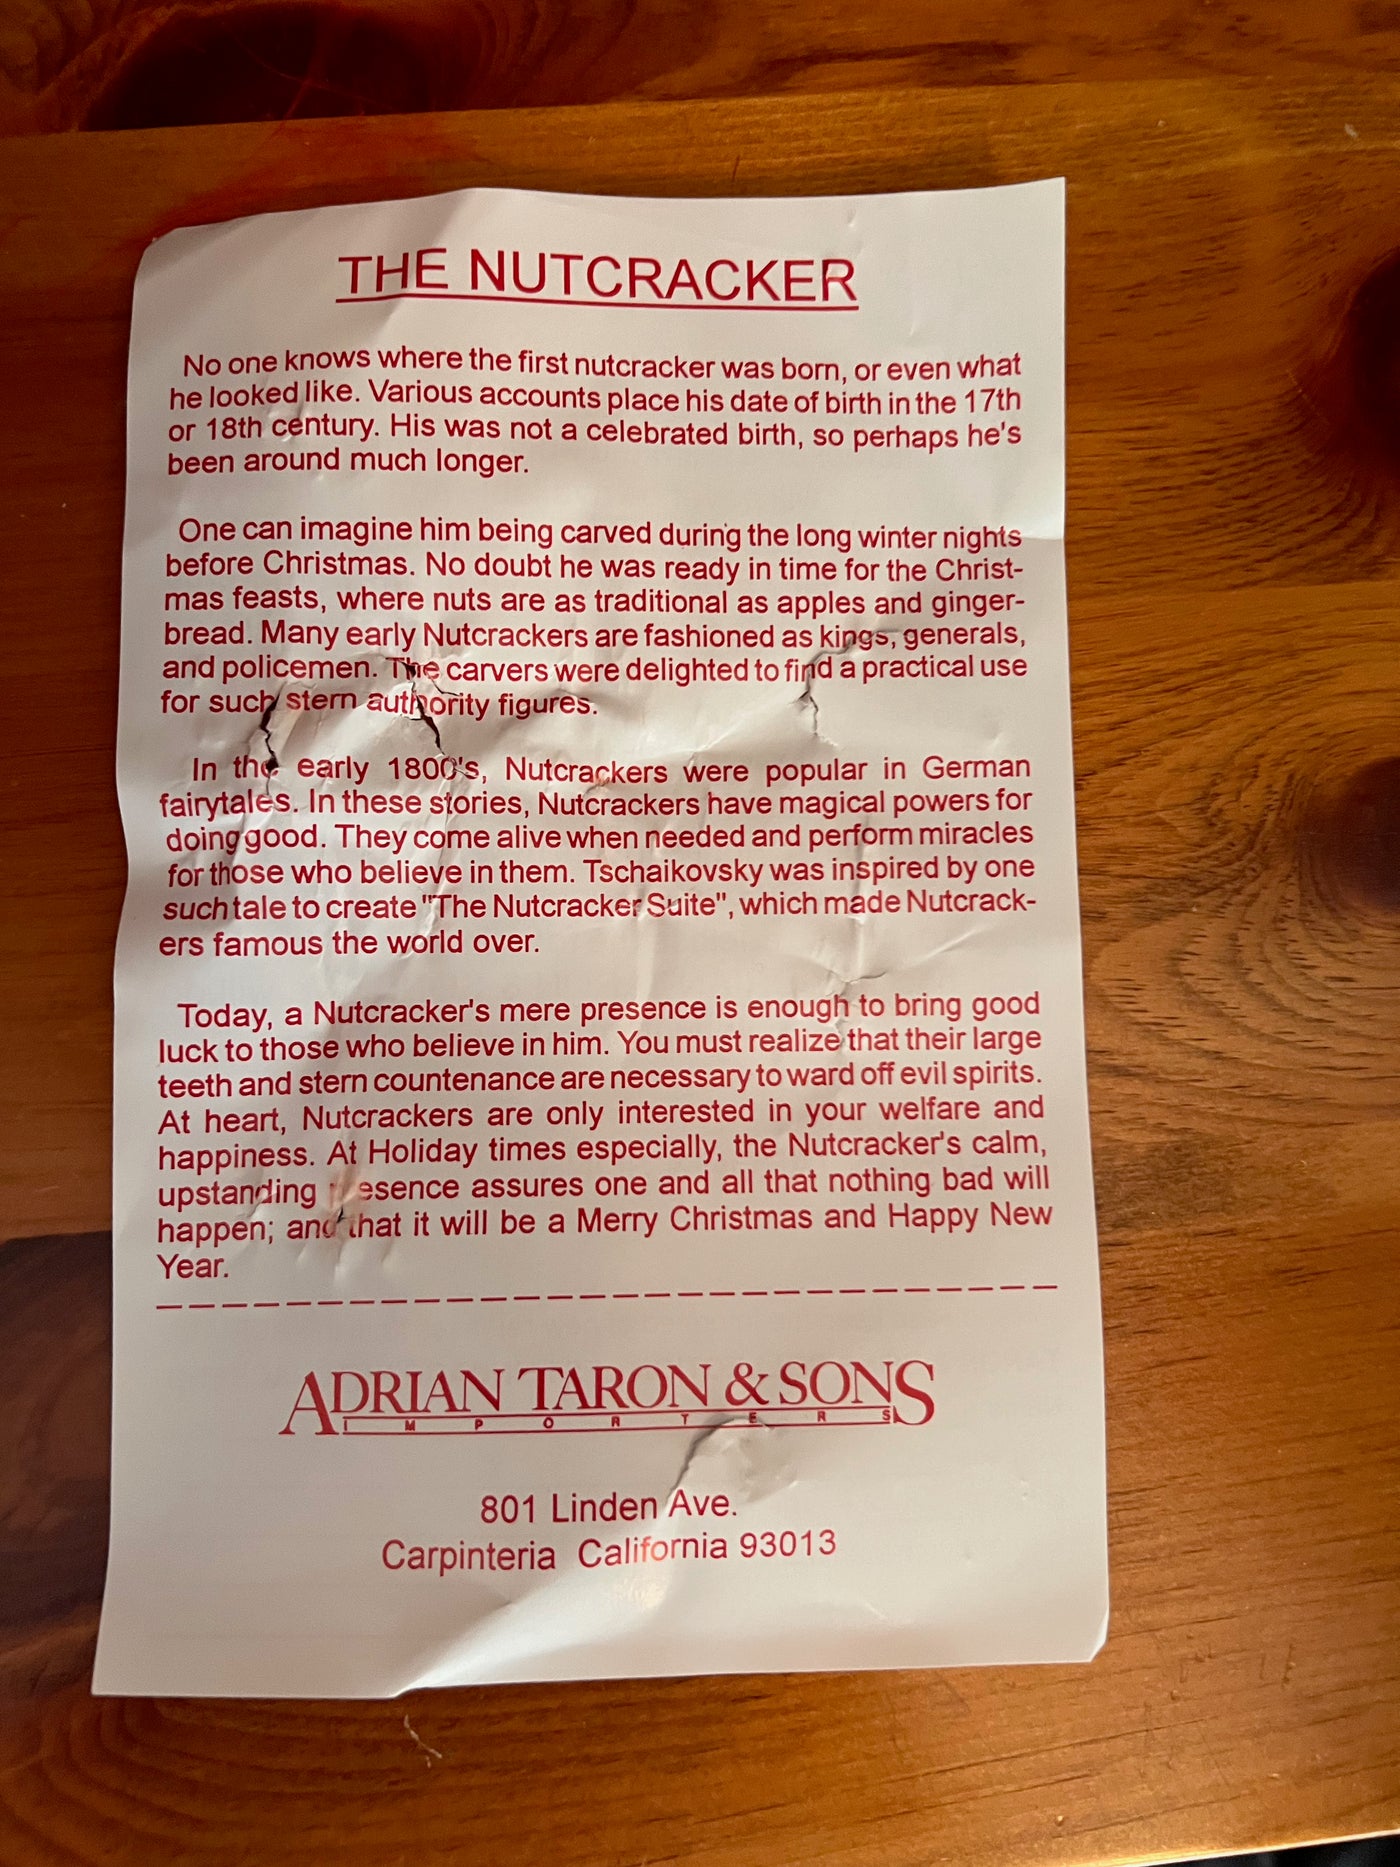 THE NUTCRACKER
No one knows where the first nutcracker was born, or even what
he looked like. Various accounts place his date of birth in the 17th
or 18th century. His was not a celebrated birth, so perhaps he's
been around much longer.
One can imagine him being carved during the long winter nights
before Christmas. No doubt he was ready in time for the Christ-
mas feasts, where nuts are as traditional as apples and ginger-
bread. Many early Nutcrackers are fashioned as kings, generals,
and policemen. The carvers were delighted to find a practical use
for such stern authority figures.
In the early 1800's, Nutcrackers were popular in German
fairytales. In these stories, Nutcrackers have magical powers for
doing good. They come alive when needed and perform miracles
for those who believe in them. Tschaikovsky was inspired by one
such tale to create "The Nutcracker Suite", which made Nutcrack-
ers famous the world over.
Today, a Nutcracker's mere presence is enough to bring good
luck to those who believe in him. You must realize that their large
teeth and stern countenance are necessary to ward off evil spirits.
At heart, Nutcrackers are only interested in your welfare and
happiness. At Holiday times especially, the Nutcracker's calm,
upstanding presence assures one and all that nothing bad will
happen; and that it will be a Merry Christmas and Happy New
Year.
ADRIAN TARON & SONS
IMPORTERS
801 Linden Ave.
Carpinteria California 93013